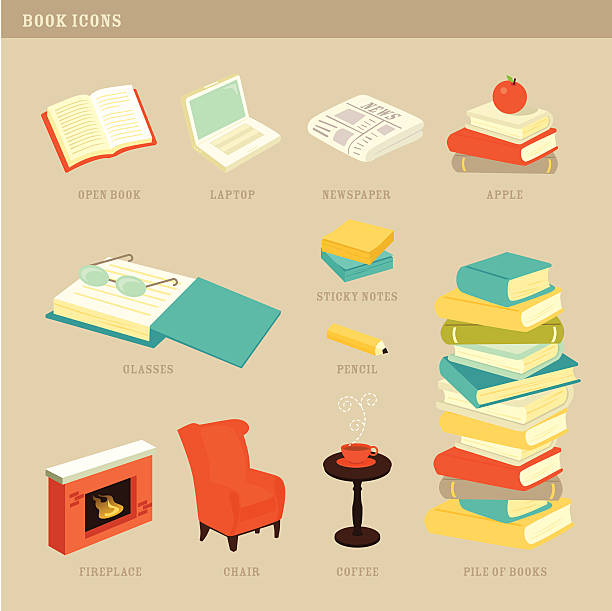 BOOK ICONS
NEWS
OPEN BOOK
LAPTOP
NEWSPAPER
APPLE
STICKY NOTES
GLASSES
PENCIL
FIREPLACE
CHAIR
COFFEE
PILE OF BOOKS